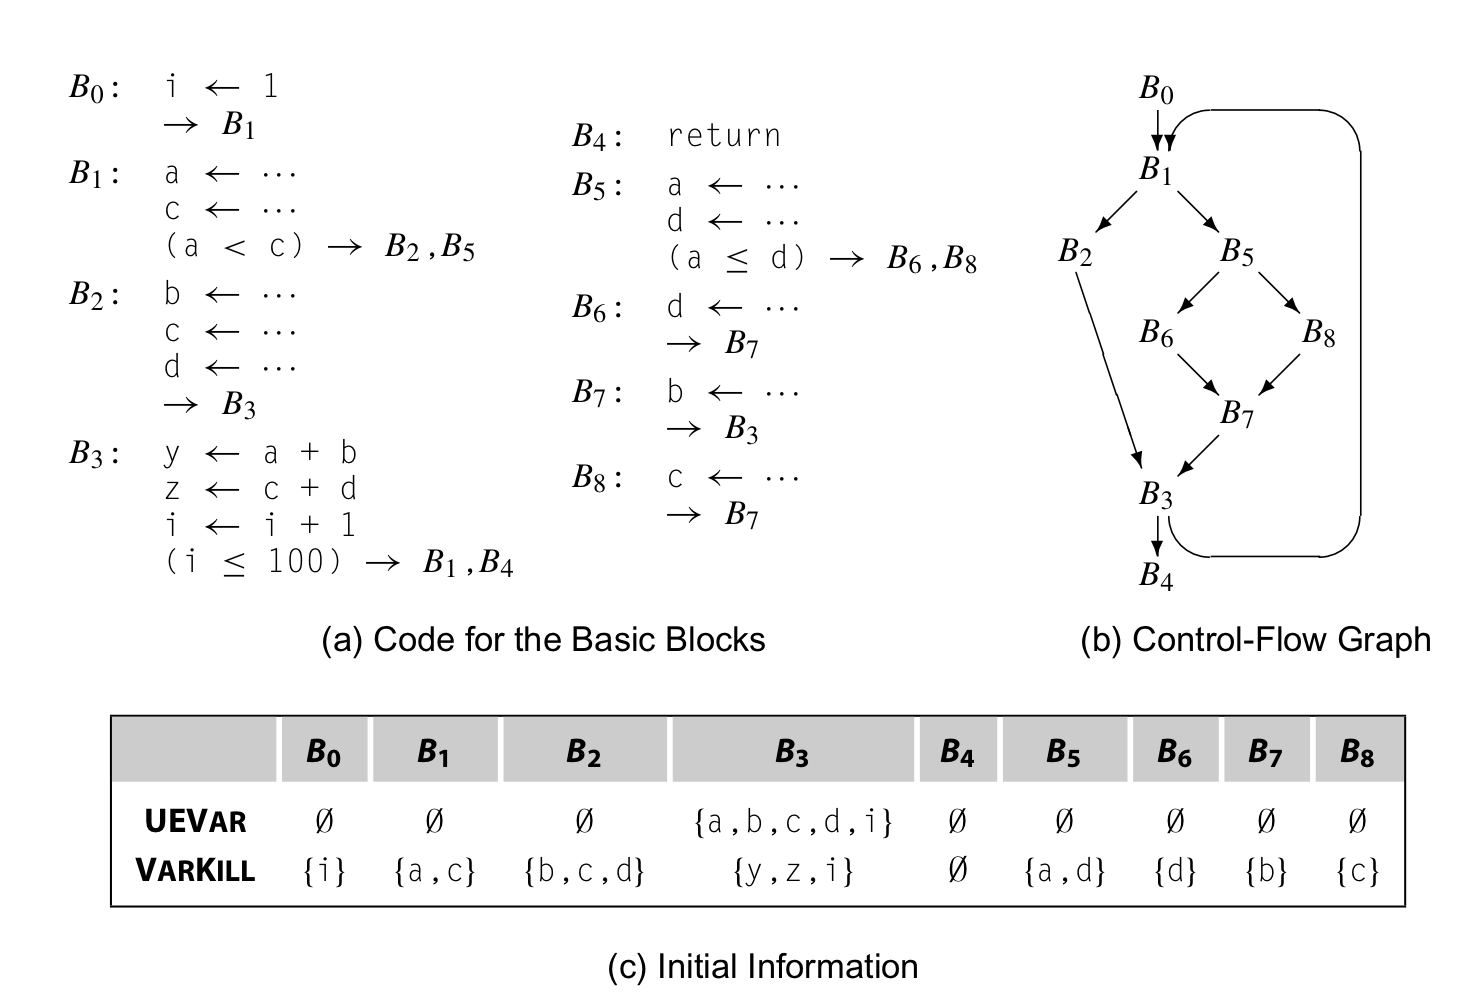 B0: i ← 1
→ B1
B1: a ← ···
c ← ···
(a < c) → B2,B5
B2: b ← ···
c ← ···
d ← ···
→ B3
B3: y ← a + b
z ← c + d
i ← i + 1
(i ≤ 100) → B1,B4
B4: return
B5: a ← ···
d ← ···
(a ≤ d) → B6,B8
B6: d ← ···
→ B7
B7: b ← ···
→ B3
B8: c ← ···
→ B7
(a) Code for the Basic Blocks
B0
B1
B2 B5
B6 B8
B7
B3
B4
(b) Control-Flow Graph
B0 B1 B2 B3 B4 B5 B6 B7 B8
UEVAR ∅ ∅ ∅ {a,b,c,d,i} ∅ ∅ ∅ ∅ ∅
VARKILL {i} {a,c} {b,c,d} {y,z,i} ∅ {a,d} {d} {b} {c}
(c) Initial Information